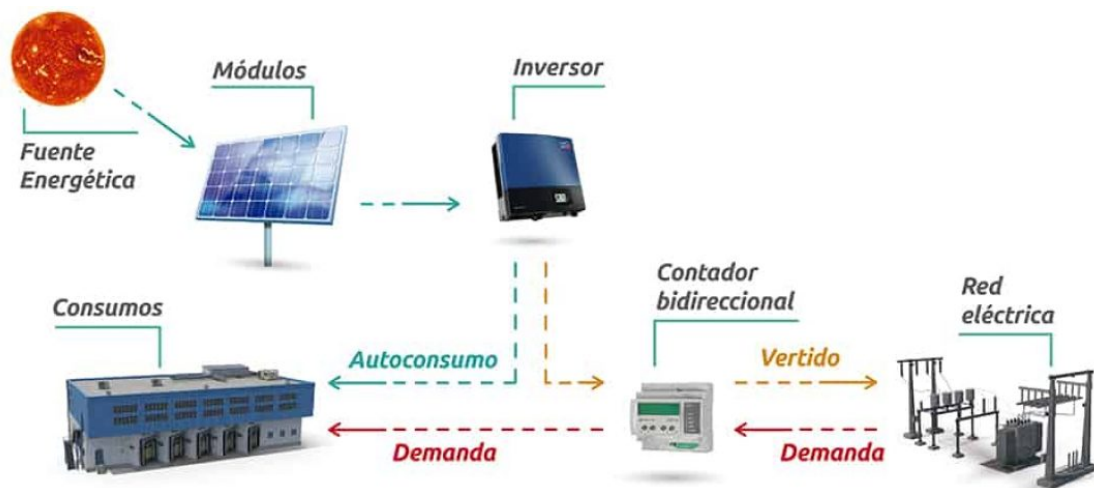 Fuente
Energética
Módulos
Inversor
Consumos
Autoconsumo
Demanda
Contador
bidireccional
Vertido
Demanda
Red
eléctrica